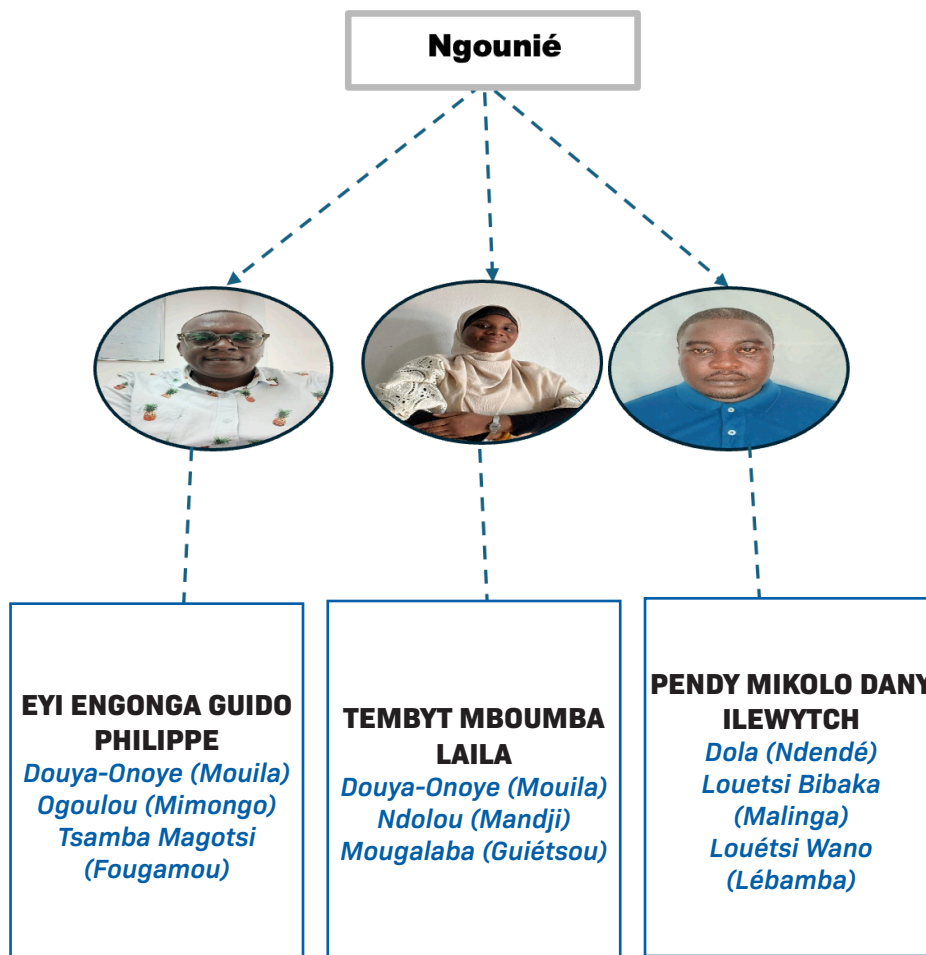 Ngounié
EYI ENGONGA GUIDO
PHILIPPE
Douya-Onoye (Mouila)
Ogoulou (Mimongo)
Tsamba Magotsi
(Fougamou)
TEMBYT MBOUMBA
LAILA
Douya-Onoye (Mouila)
Ndolou (Mandji)
Mougalaba (Guiétsou)
PENDY MIKOLO DANY
ILEWYTCH
Dola (Ndendé)
Louetsi Bibaka
(Malinga)
Louétsi Wano
(Lébamba)